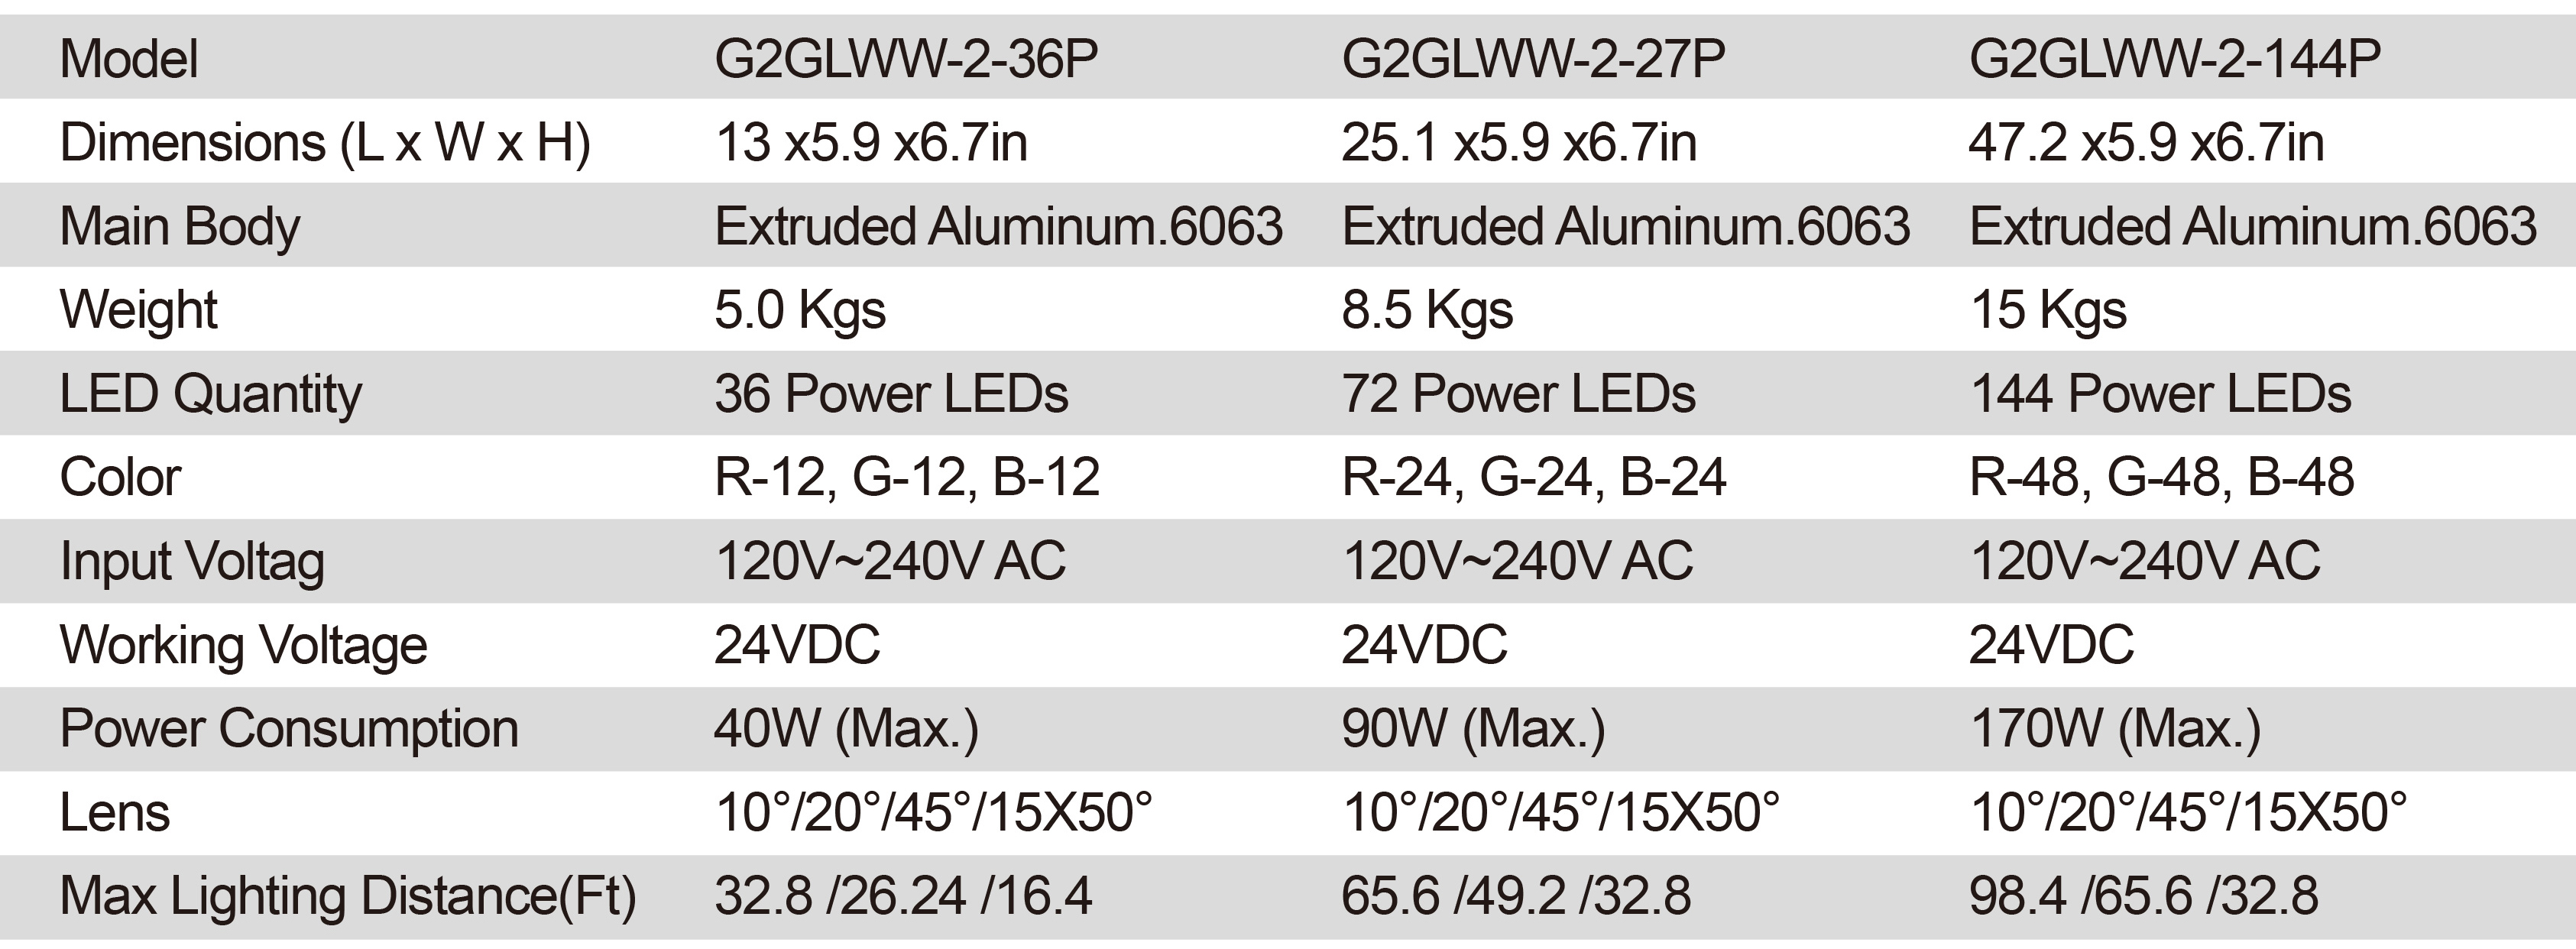 Model G2GLWW-2-36P G2GLWW-2-27P G2GLWW-2-144P
Dimensions (L x W x H) 13 x5.9 x6.7in 25.1 x5.9 x6.7in 47.2 x5.9 x6.7in
Main Body Extruded Aluminum.6063 Extruded Aluminum.6063 Extruded Aluminum.6063
Weight 5.0 Kgs 8.5 Kgs 15 Kgs
LED Quantity 36 Power LEDs 72 Power LEDs 144 Power LEDs
Color R-12, G-12, B-12 R-24, G-24, B-24 R-48, G-48, B-48
Input Voltag 120V~240V AC 120V~240V AC 120V~240V AC
Working Voltage 24VDC 24VDC 24VDC
Power Consumption 40W (Max.) 90W (Max.) 170W (Max.)
Lens 10°/20°/45°/15X50° 10°/20°/45°/15X50° 10°/20°/45°/15X50°
Max Lighting Distance(Ft) 32.8 /26.24 /16.4 65.6 /49.2 /32.8 98.4 /65.6 /32.8